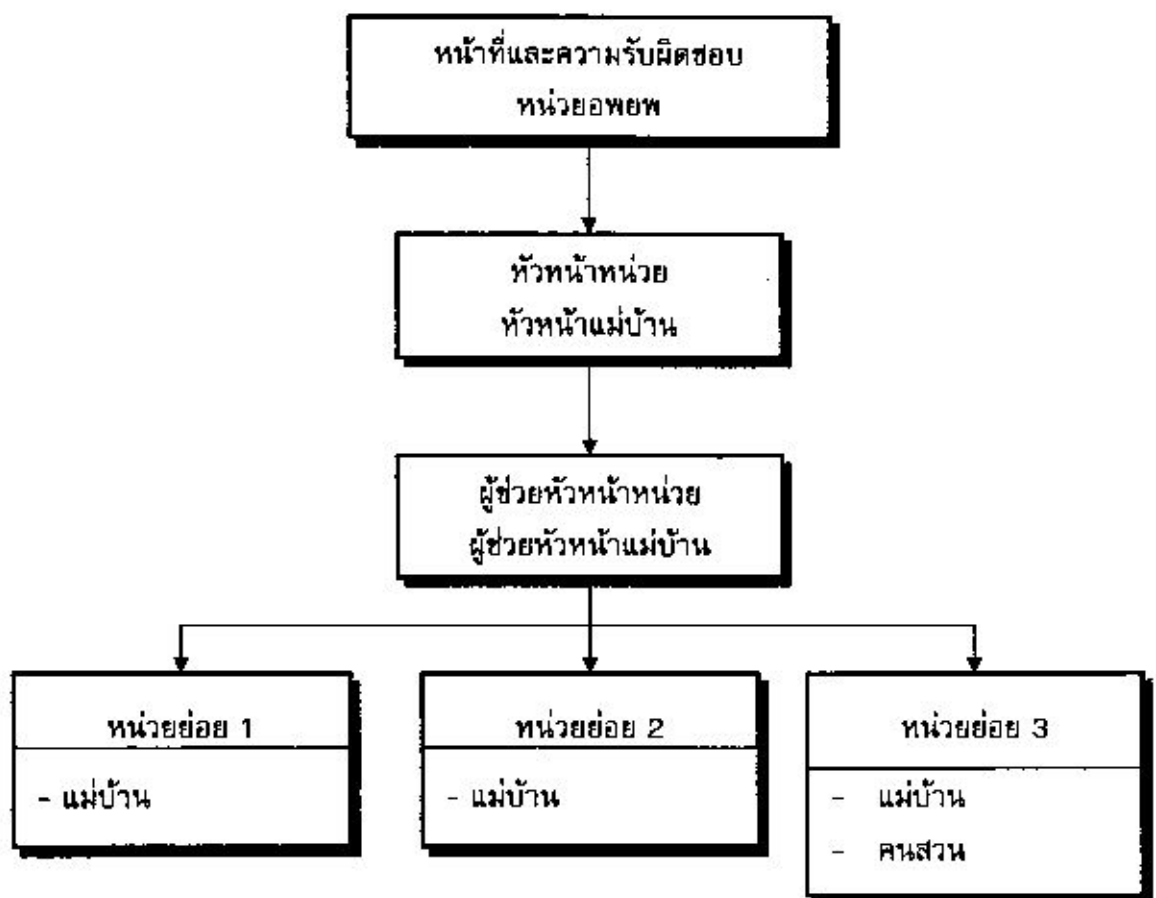 หน้าที่และความรับผิดชอบ
หน่วยอพยพ
หัวหน้าหน่วย
หัวหน้าแม่บ้าน
ผู้ช่วยหัวหน้าหน่วย
ผู้ช่วยหัวหน้าแม่บ้าน
หน่วยย่อย 1
- แม่บ้าน
หน่วยย่อย 2
- แม่บ้าน
หน่วยย่อย 3
- แม่บ้าน
- คนสวน